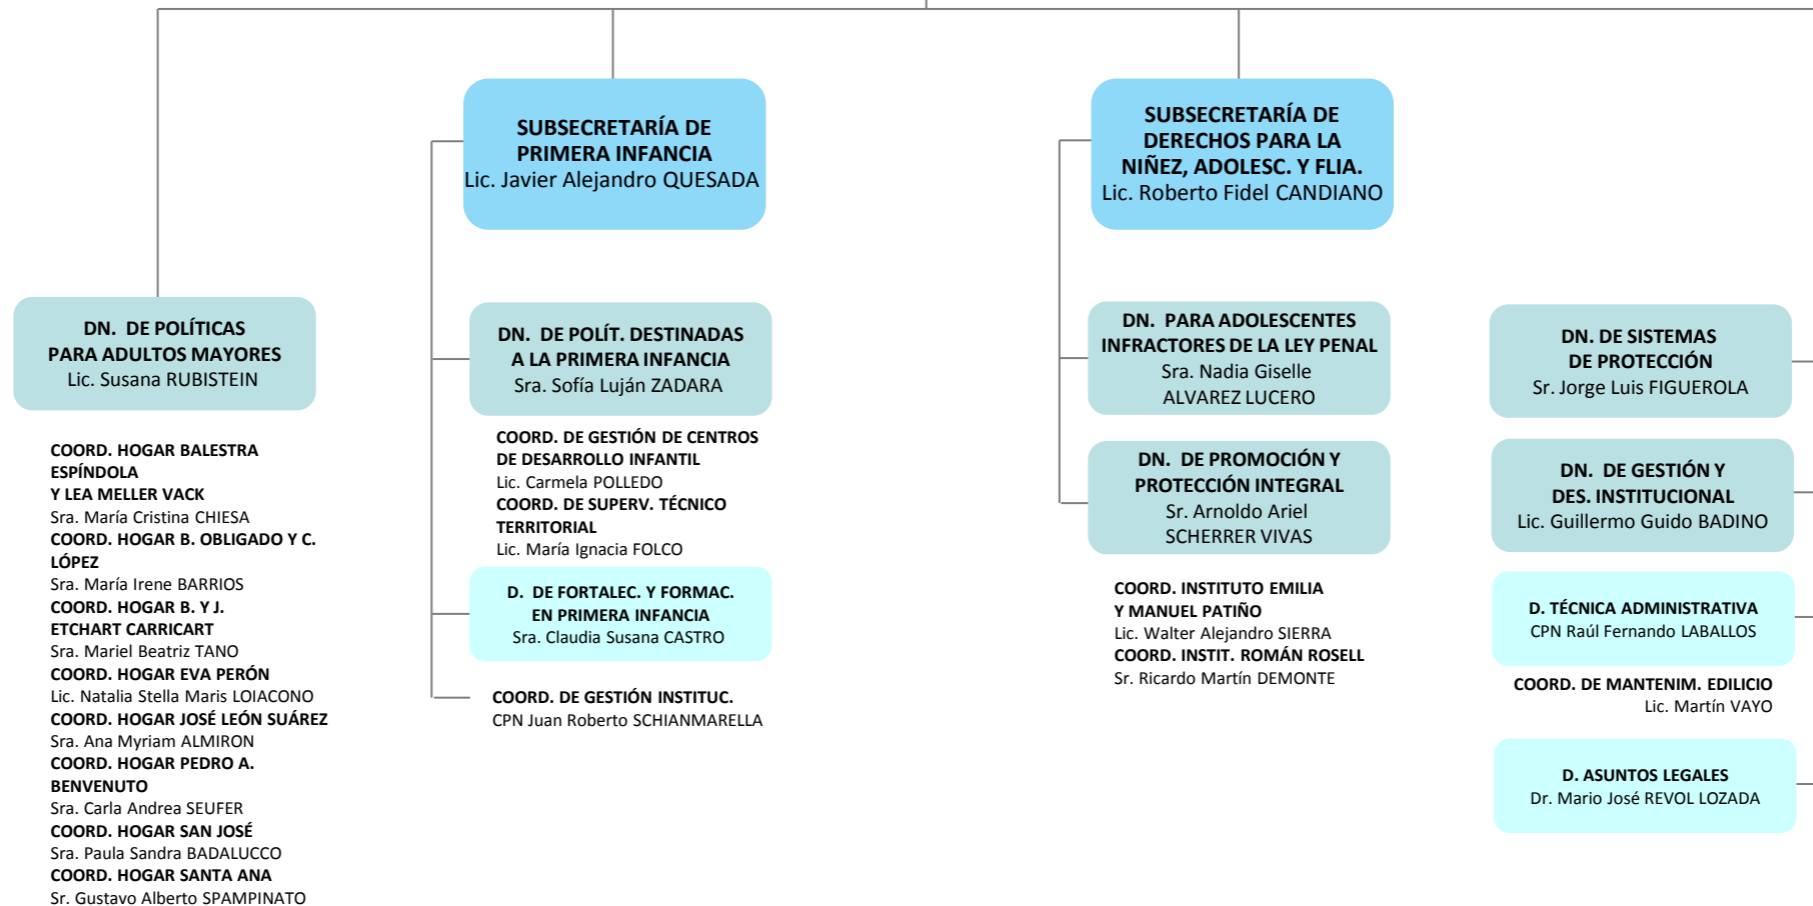 DN. DE POLÍTICAS
PARA ADULTOS MAYORES
Lic. Susana RUBISTEIN
COORD. HOGAR BALESTRA
ESPÍNDOLA
Y LEA MELLER VACK
Sra. María Cristina CHIESA
COORD. HOGAR B. OBLIGADO Y C.
LÓPEZ
Sra. María Irene BARRIOS
COORD. HOGAR B. Y J.
ETCHART CARRICART
Sra. Mariel Beatriz TANO
COORD. HOGAR EVA PERÓN
Lic. Natalia Stella Maris LOIACONO
COORD. HOGAR JOSÉ LEÓN SUÁREZ
Sra. Ana Myriam ALMIRON
COORD. HOGAR PEDRO A.
BENVENUTO
Sra. Carla Andrea SEUFER
COORD. HOGAR SAN JOSÉ
Sra. Paula Sandra BADALUCCO
COORD. HOGAR SANTA ANA
Sr. Gustavo Alberto SPAMPINATO
SUBSECRETARÍA DE
PRIMERA INFANCIA
Lic. Javier Alejandro QUESADA
DN. DE POLÍT. DESTINADAS
A LA PRIMERA INFANCIA
Sra. Sofía Luján ZADARA
COORD. DE GESTIÓN DE CENTROS
DE DESARROLLO INFANTIL
Lic. Carmela POLLEDO
COORD. DE SUPERV. TÉCNICO
TERRITORIAL
Lic. María Ignacia FOLCO
D. DE FORTALEC. Y FORMAC.
EN PRIMERA INFANCIA
Sra. Claudia Susana CASTRO
COORD. DE GESTIÓN INSTITUC.
CPN Juan Roberto SCHIANMARELLA
SUBSECRETARÍA DE
DERECHOS PARA LA
NIÑEZ, ADOLESC. Y FLIA.
Lic. Roberto Fidel CANDIANO
DN. PARA ADOLESCENTES
INFRACTORES DE LA LEY PENAL
Sra. Nadia Giselle
ALVAREZ LUCERO
DN. DE PROMOCIÓN Y
PROTECCIÓN INTEGRAL
Sr. Arnoldo Ariel
SCHERRER VIVAS
COORD. INSTITUTO EMILIA
Y MANUEL PATIÑO
Lic. Walter Alejandro SIERRA
COORD. INSTIT. ROMÁN ROSELL
Sr. Ricardo Martín DEMONTE
DN. DE SISTEMAS
DE PROTECCIÓN
Sr. Jorge Luis FIGUEROLA
DN. DE GESTIÓN Y
DES. INSTITUCIONAL
Lic. Guillermo Guido BADINO
D. TÉCNICA ADMINISTRATIVA
CPN Raúl Fernando LABALLOS
COORD. DE MANTENIM. EDILICIO
Lic. Martín VAYO
D. ASUNTOS LEGALES
Dr. Mario José REVOL LOZADA